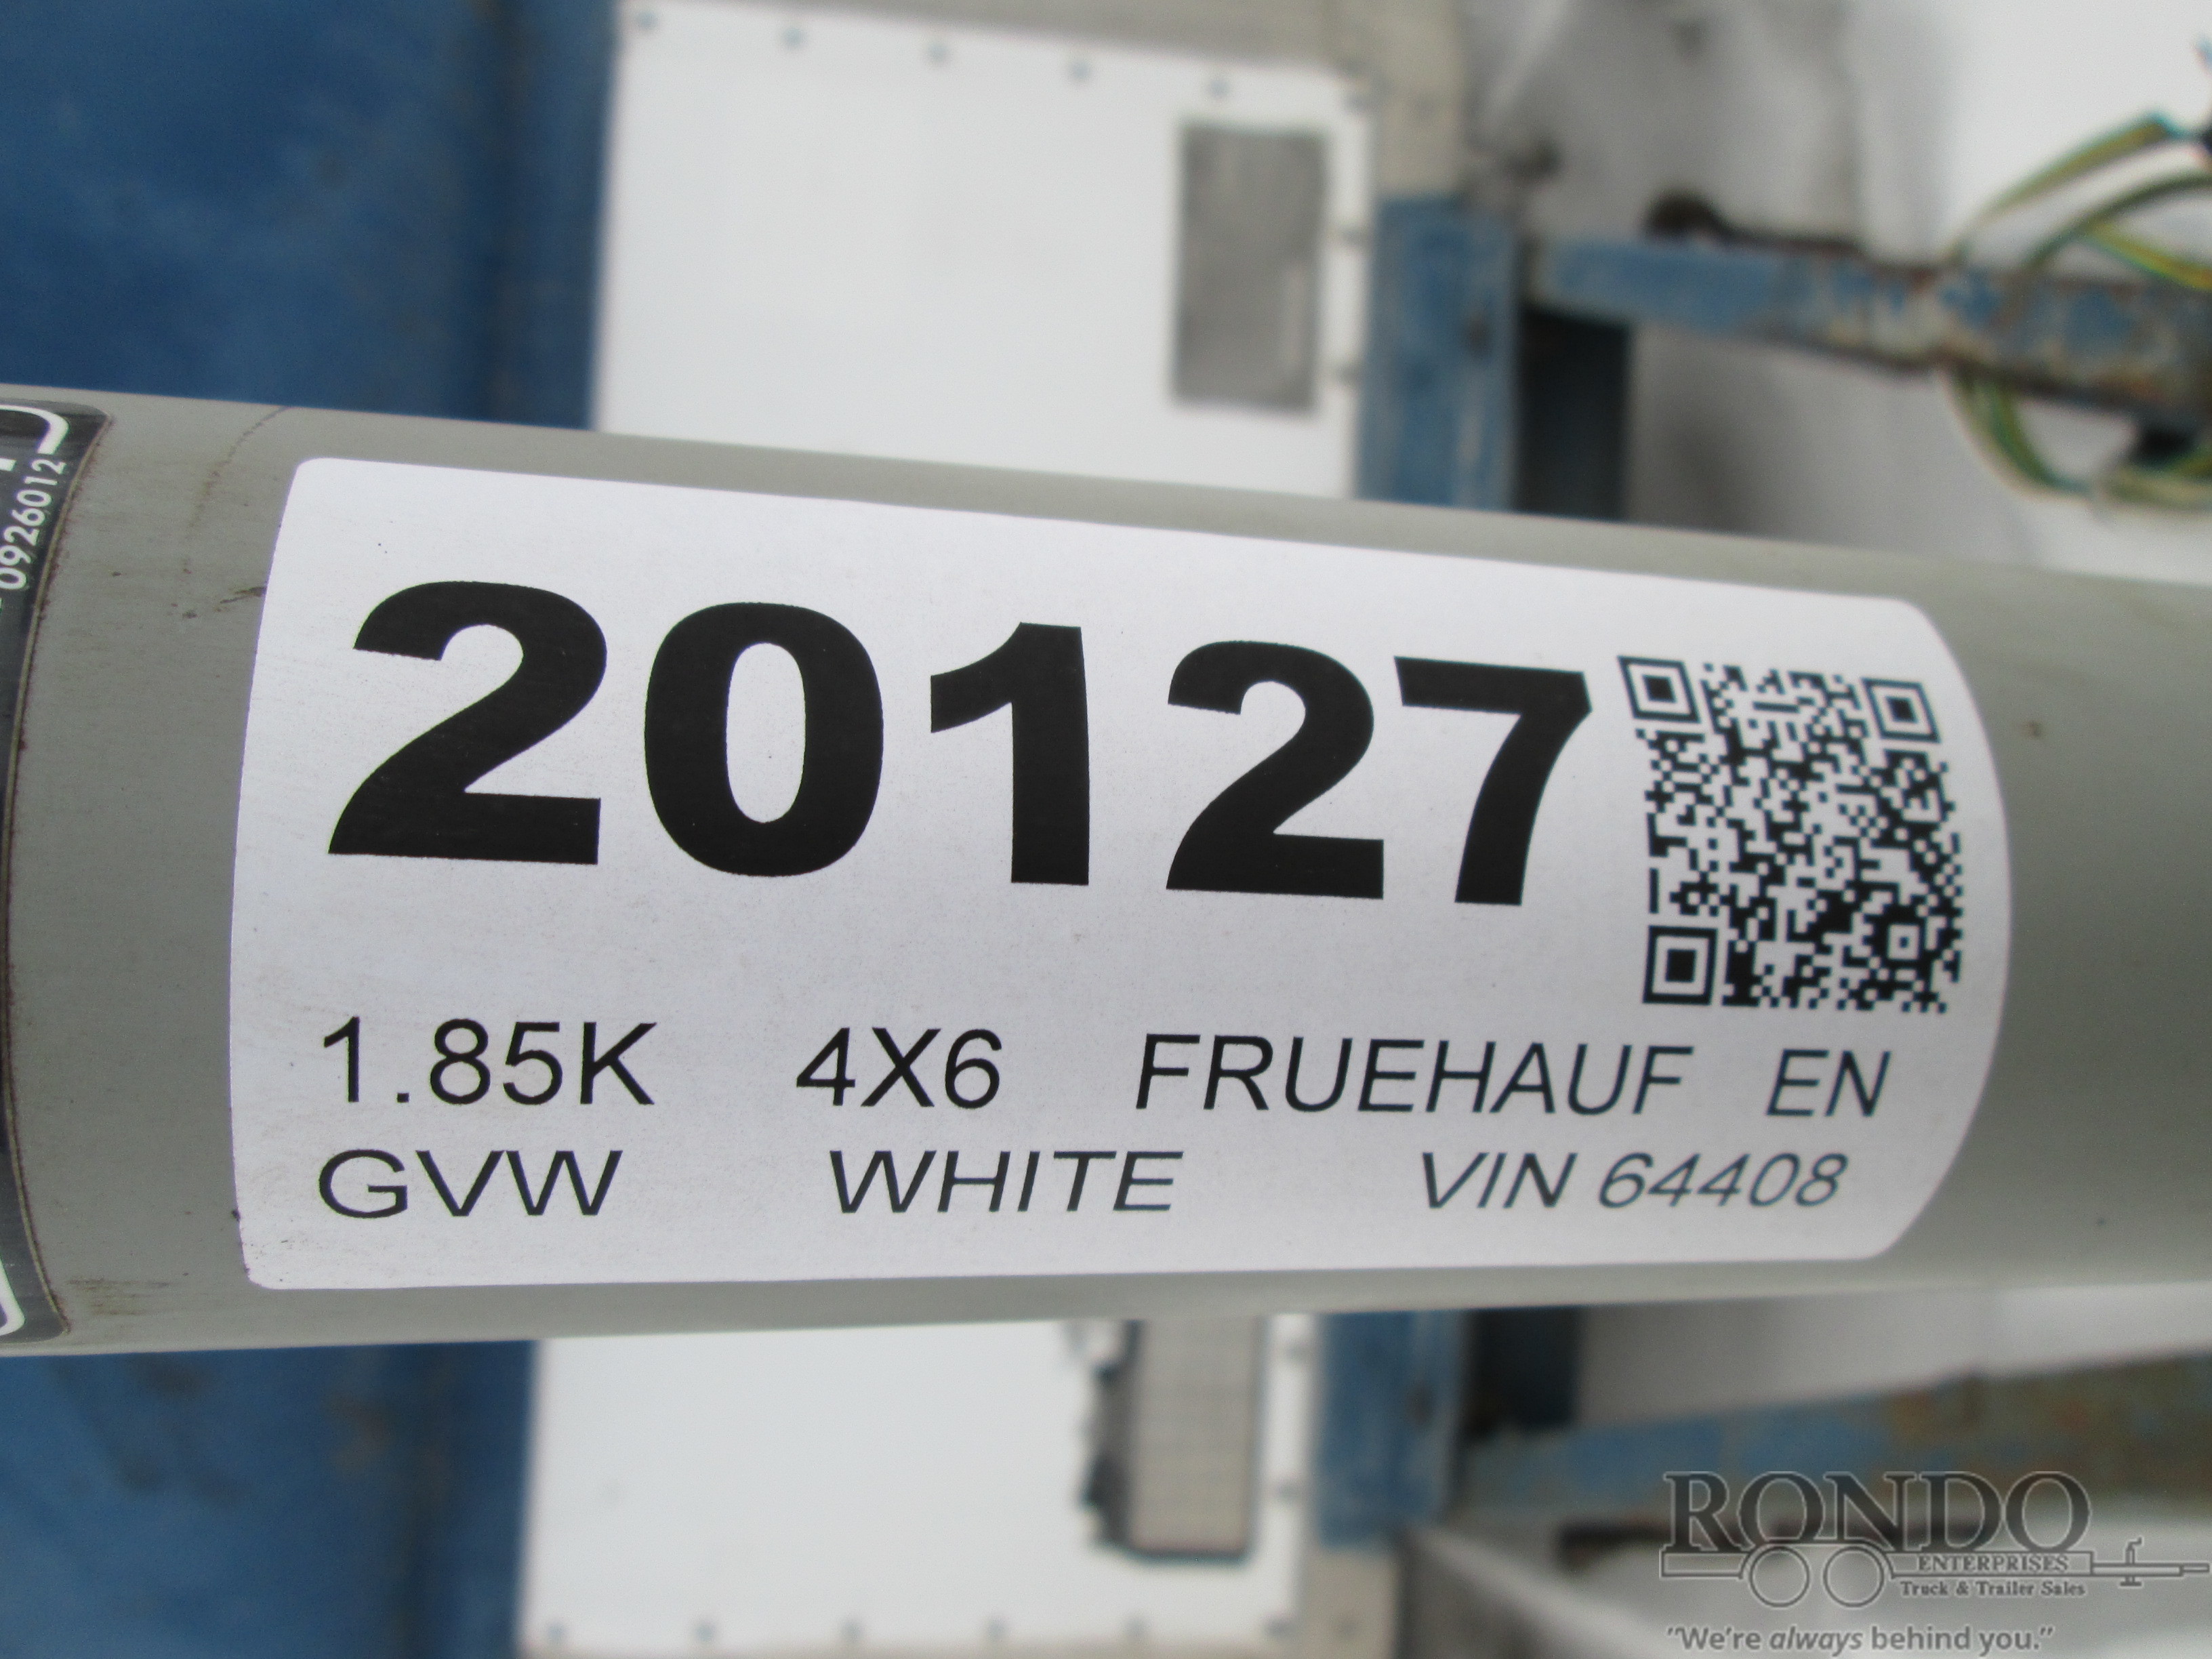 0926012
20127
1.85K 4X6 FRUEHAUF EN
GVW WHITE VIN 64408
RONDO
ENTERPRISES
Truck & Trailer Sales
"We're always behind you."